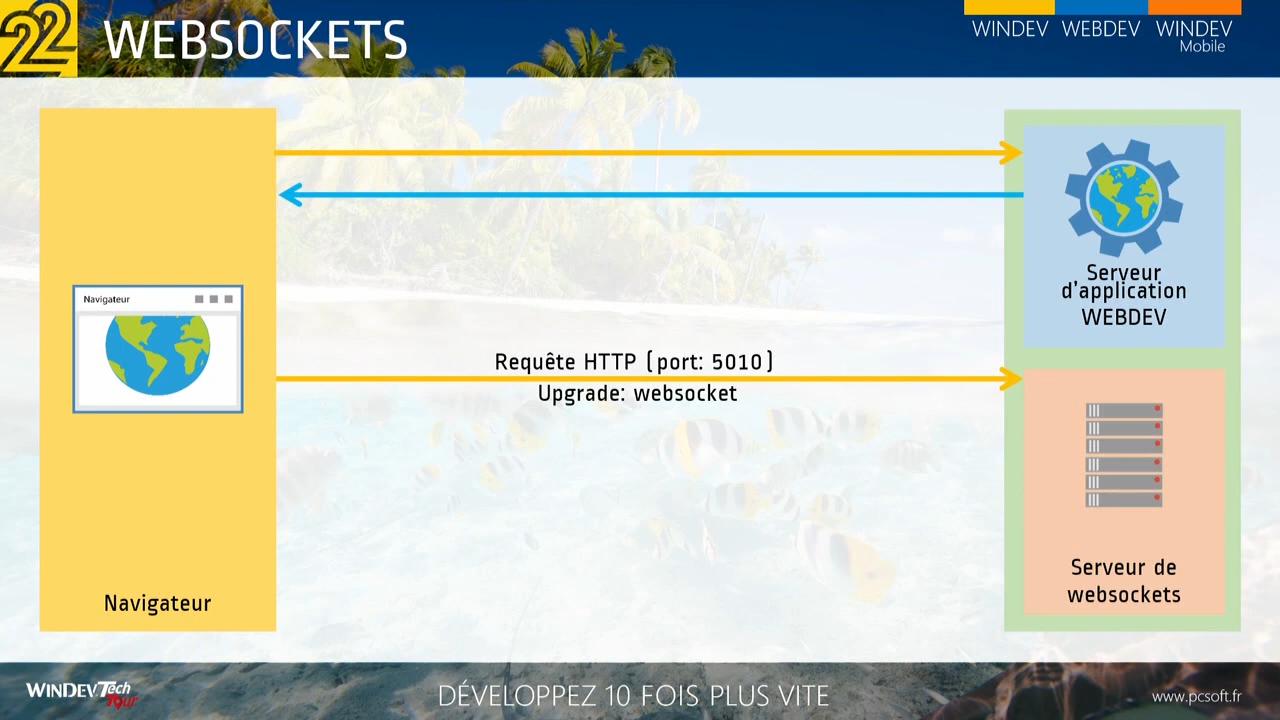 22
WEBSOCKETS
WINDEV
WEBDEV
WINDEV
Mobile
Navigateur
Serveur
d'application
WEBDEV
Requête HTTP (port: 5010)
Upgrade: websocket
Serveur de
websockets
Navigateur
WINDEV Tech
Tour
DÉVELOPPEZ 10 FOIS PLUS VITE
www.pcsoft.fr